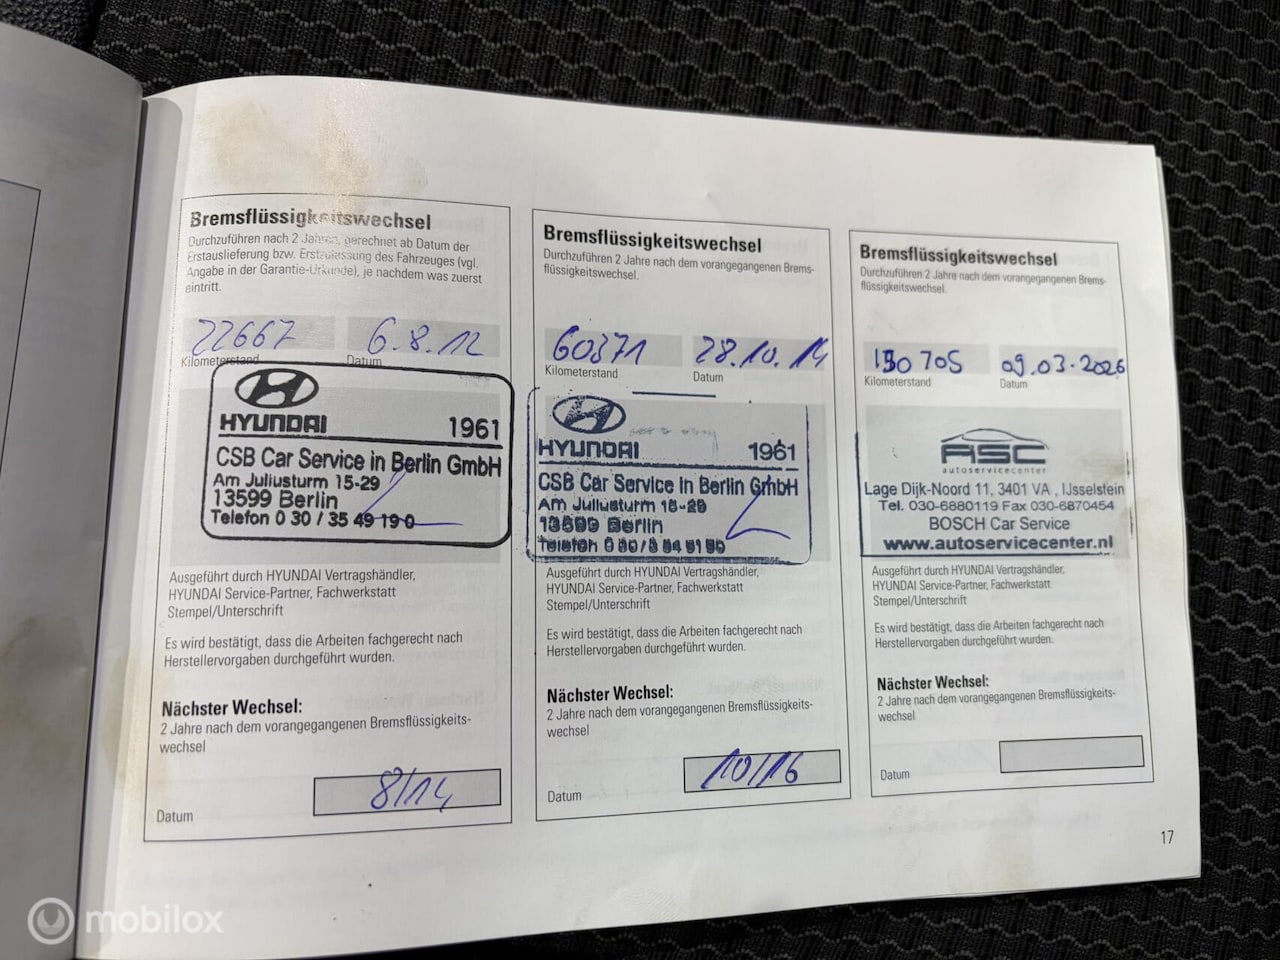 Bremsflüssigkeitswechsel
Durchzuführen nach 2 Jahren, gerechnet ab Datum der
Erstauslieferung bzw. Erstzulassung des Fahrzeuges (vgl.
Angabe in der Garantie-Urkunde), je nachdem was zuerst
eintritt.
22667 6.8.12
Kilometerstand Datum
HYUNDAI 1961
CSB Car Service in Berlin GmbH
Am Juliusturm 15-29
13599 Berlin
Telefon 0 30 / 35 49 19 0
Ausgeführt durch HYUNDAI Vertragshändler,
HYUNDAI Service-Partner, Fachwerkstatt
Stempel/Unterschrift
Es wird bestätigt, dass die Arbeiten fachgerecht nach
Herstellervorgaben durchgeführt wurden.
Nächster Wechsel:
2 Jahre nach dem vorangegangenen Bremsflüssigkeits-
wechsel
Datum 8/14
Bremsflüssigkeitswechsel
Durchzuführen 2 Jahre nach dem vorangegangenen Brems-
flüssigkeitswechsel.
60371 28.10.14
Kilometerstand Datum
HYUNDAI 1961
CSB Car Service in Berlin GmbH
Am Juliusturm 15-29
13599 Berlin
Telefon
Ausgeführt durch HYUNDAI Vertragshändler,
HYUNDAI Service-Partner, Fachwerkstatt
Stempel/Unterschrift
Es wird bestätigt, dass die Arbeiten fachgerecht nach
Herstellervorgaben durchgeführt wurden.
Nächster Wechsel:
2 Jahre nach dem vorangegangenen Bremsflüssigkeits-
wechsel
Datum 10/16
Bremsflüssigkeitswechsel
Durchzuführen 2 Jahre nach dem vorangegangenen Brems-
flüssigkeitswechsel.
130 705 09.03.2026
Kilometerstand Datum
ASC
autoservicecenter
Lage Dijk-Noord 11, 3401 VA , IJsselstein
Tel. 030-6880119 Fax 030-6870454
BOSCH Car Service
www.autoservicecenter.nl
Ausgeführt durch HYUNDAI Vertragshändler,
HYUNDAI Service-Partner, Fachwerkstatt
Stempel/Unterschrift
Es wird bestätigt, dass die Arbeiten fachgerecht nach
Herstellervorgaben durchgeführt wurden.
Nächster Wechsel:
2 Jahre nach dem vorangegangenen Bremsflüssigkeits-
wechsel
Datum
17
mobilox